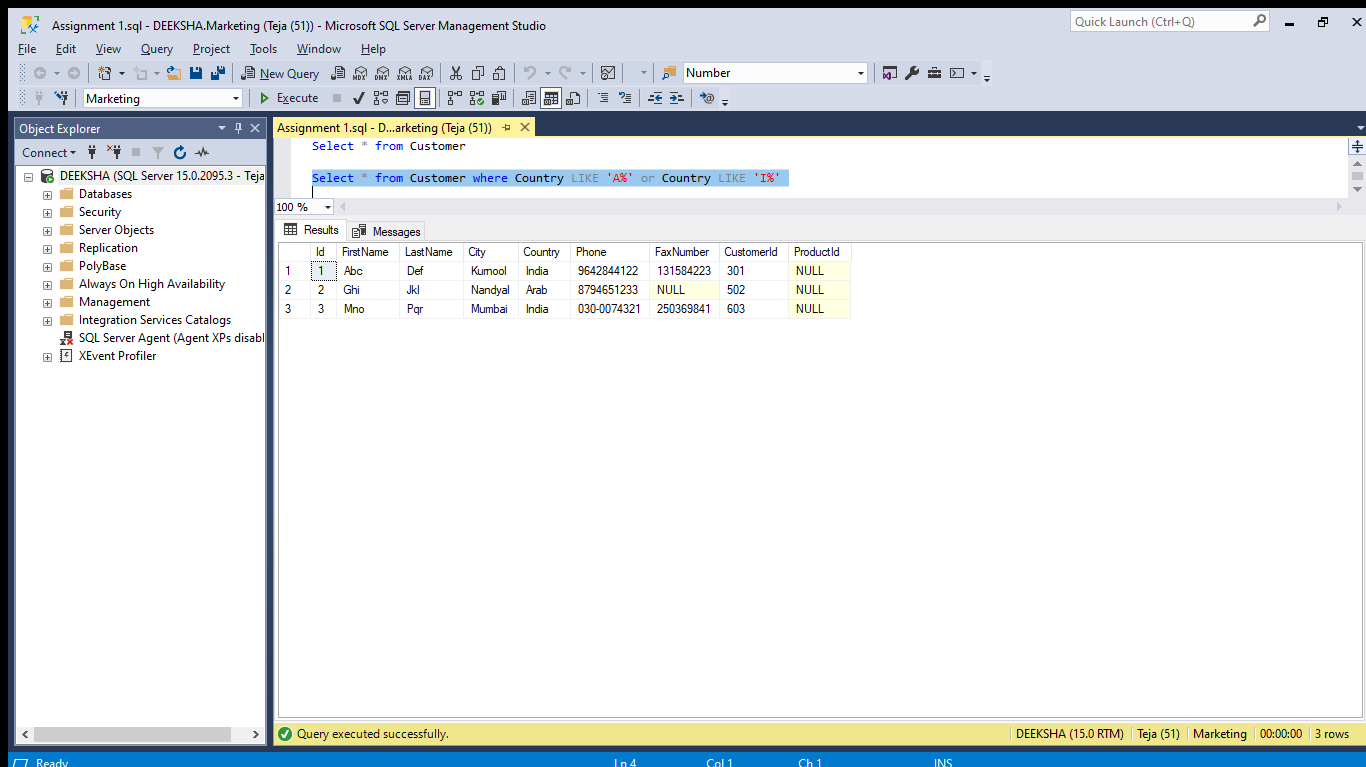 Assignment 1.sql - DEEKSHA.Marketing (Teja (51)) - Microsoft SQL Server Management Studio
Quick Launch (Ctrl+Q)
File Edit View Query Project Tools Window Help
New Query MDX DMX XMLA DAX Number
Marketing Execute
Object Explorer
Connect
DEEKSHA (SQL Server 15.0.2095.3 - Teja
Databases
Security
Server Objects
Replication
PolyBase
Always On High Availability
Management
Integration Services Catalogs
SQL Server Agent (Agent XPs disabl
XEvent Profiler
Assignment 1.sql - D...arketing (Teja (51))
Select * from Customer
Select * from Customer where Country LIKE 'A%' or Country LIKE 'I%'
100 %
Results Messages
Id FirstName LastName City Country Phone FaxNumber CustomerId ProductId
1 1 Abc Def Kurnool India 9642844122 131584223 301 NULL
2 2 Ghi Jkl Nandyal Arab 8794651233 NULL 502 NULL
3 3 Mno Pqr Mumbai India 030-0074321 250369841 603 NULL
Query executed successfully. DEEKSHA (15.0 RTM) Teja (51) Marketing 00:00:00 3 rows
Ready Ln 4 Col 1 Ch 1 INS